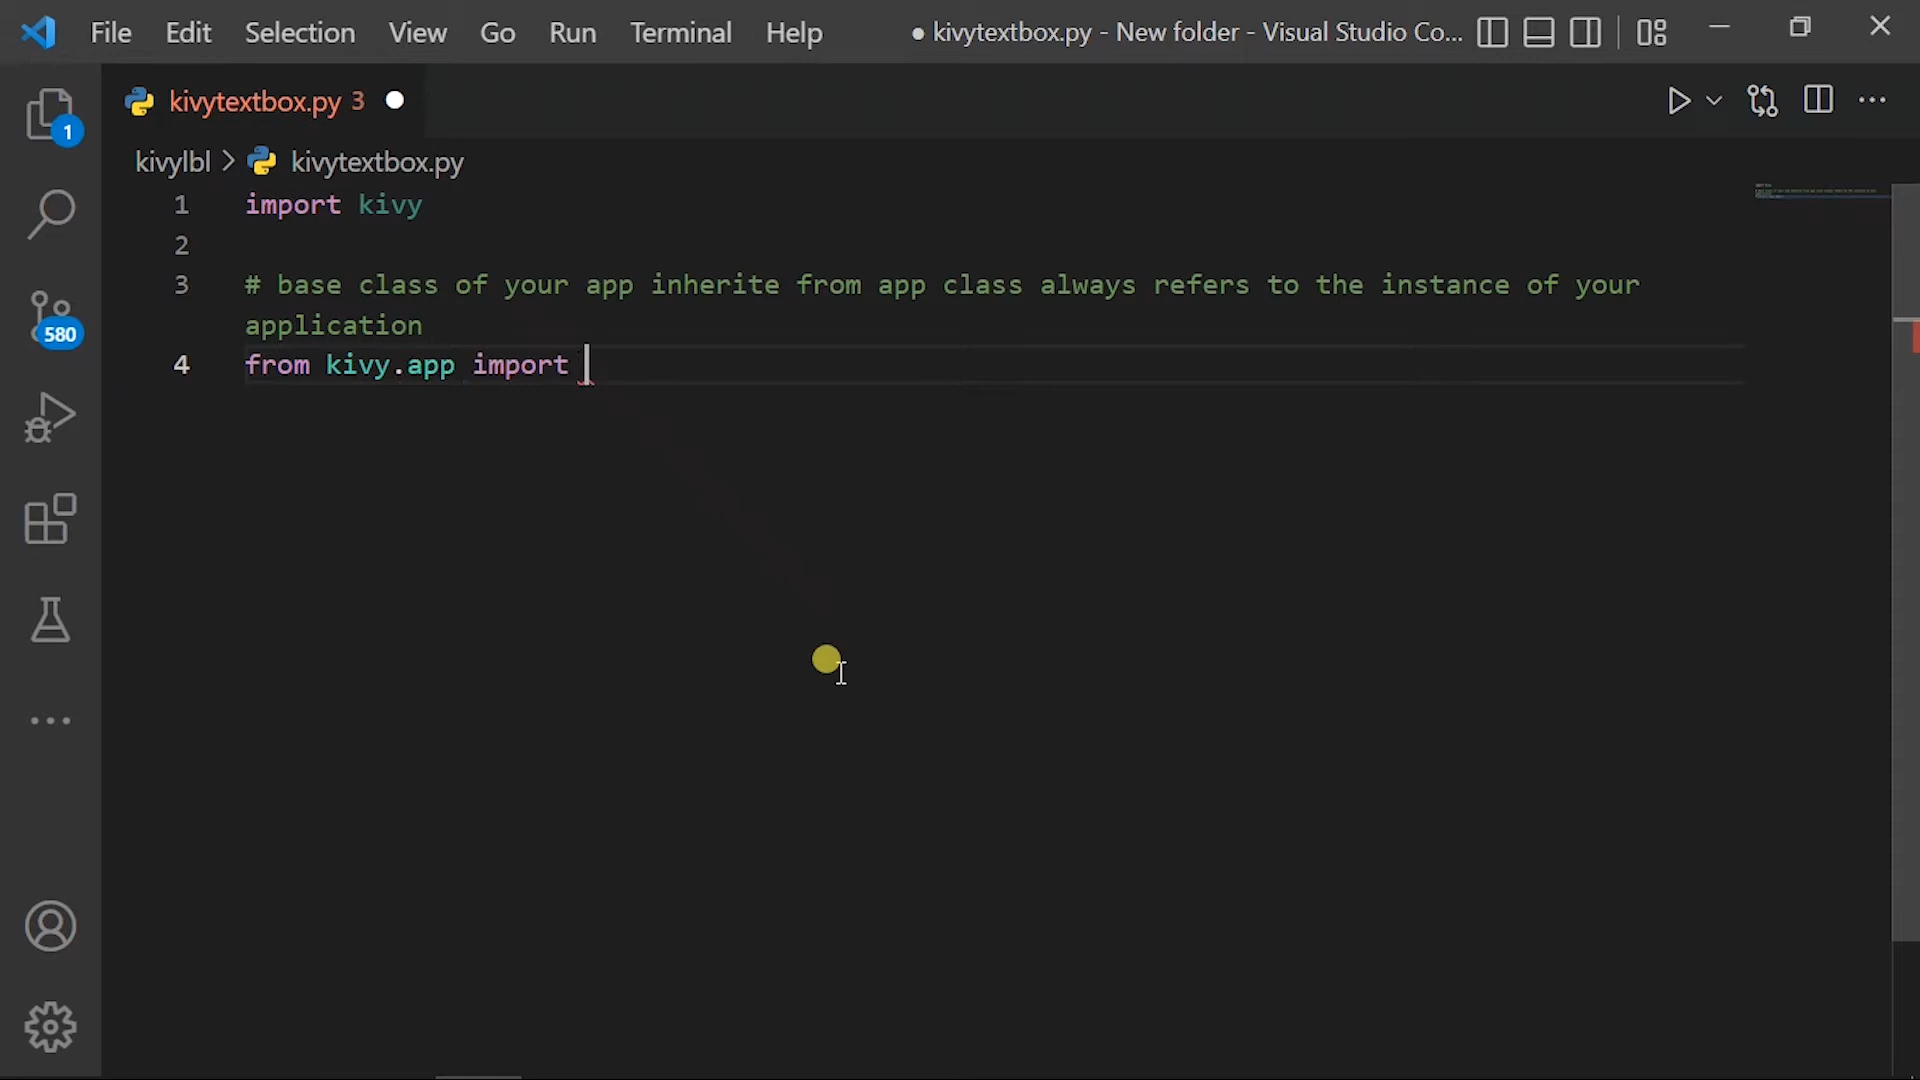 File Edit Selection View Go Run Terminal Help ● kivytextbox.py - New folder - Visual Studio Co...
kivytextbox.py 3
1
kivylbl > kivytextbox.py
1 import kivy
2
3 # base class of your app inherite from app class always refers to the instance of your
application
4 from kivy.app import
580